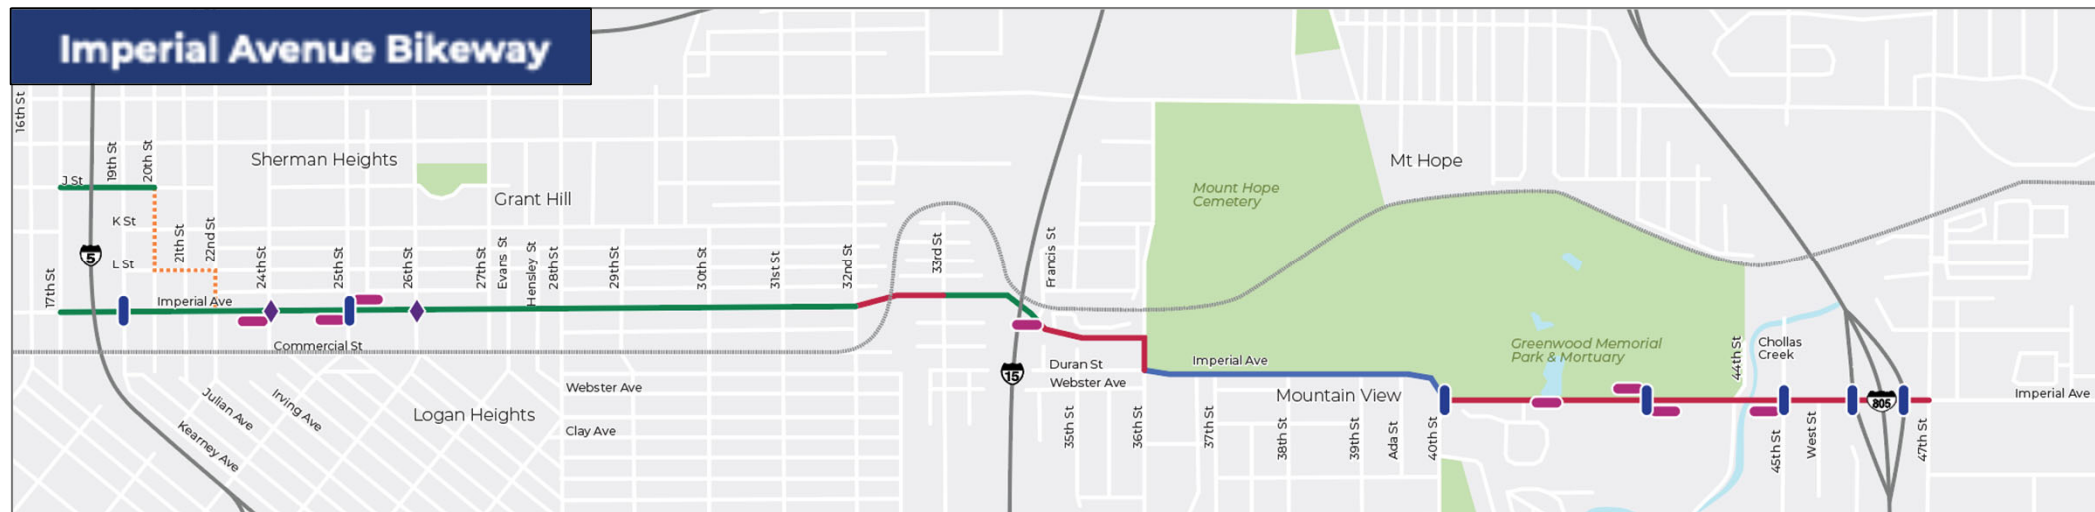 Imperial Avenue Bikeway
16th St
19th St
20th St
Sherman Heights
Mt Hope
J St
Mount Hope
Cemetery
Grant Hill
K St
21th St
22nd St
5
L St
17th St
24th St
25th St
26th St
27th St
Evans St
Hensley St
28th St
29th St
30th St
31st St
32nd St
33rd St
Francis St
Imperial Ave
Commercial St
Greenwood Memorial
Park & Mortuary
44th St
Chollas
Creek
15
Duran St
Webster Ave
Imperial Ave
Webster Ave
Julian Ave
Irving Ave
Logan Heights
Mountain View
805
Imperial Ave
Clay Ave
Kearney Ave
35th St
36th St
37th St
38th St
39th St
Ada St
40th St
45th St
West St
47th St